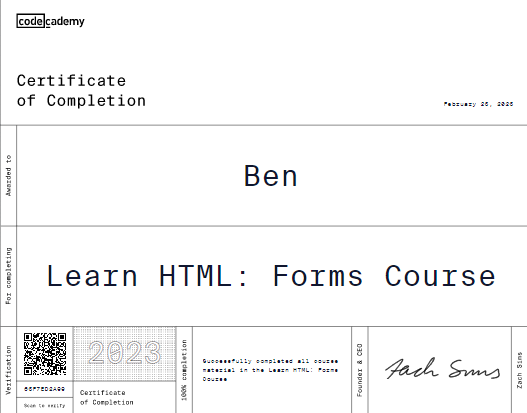 codecademy
Certificate
of Completion
February 25, 2025
Awarded to
Ben
For completing
Learn HTML: Forms Course
Verification
Scan to verify
2023
Certificate
of Completion
100% completion
Successfully completed all course
material in the Learn HTML: Forms
Course
Founder & CEO
Zach Sims
Zach Sims